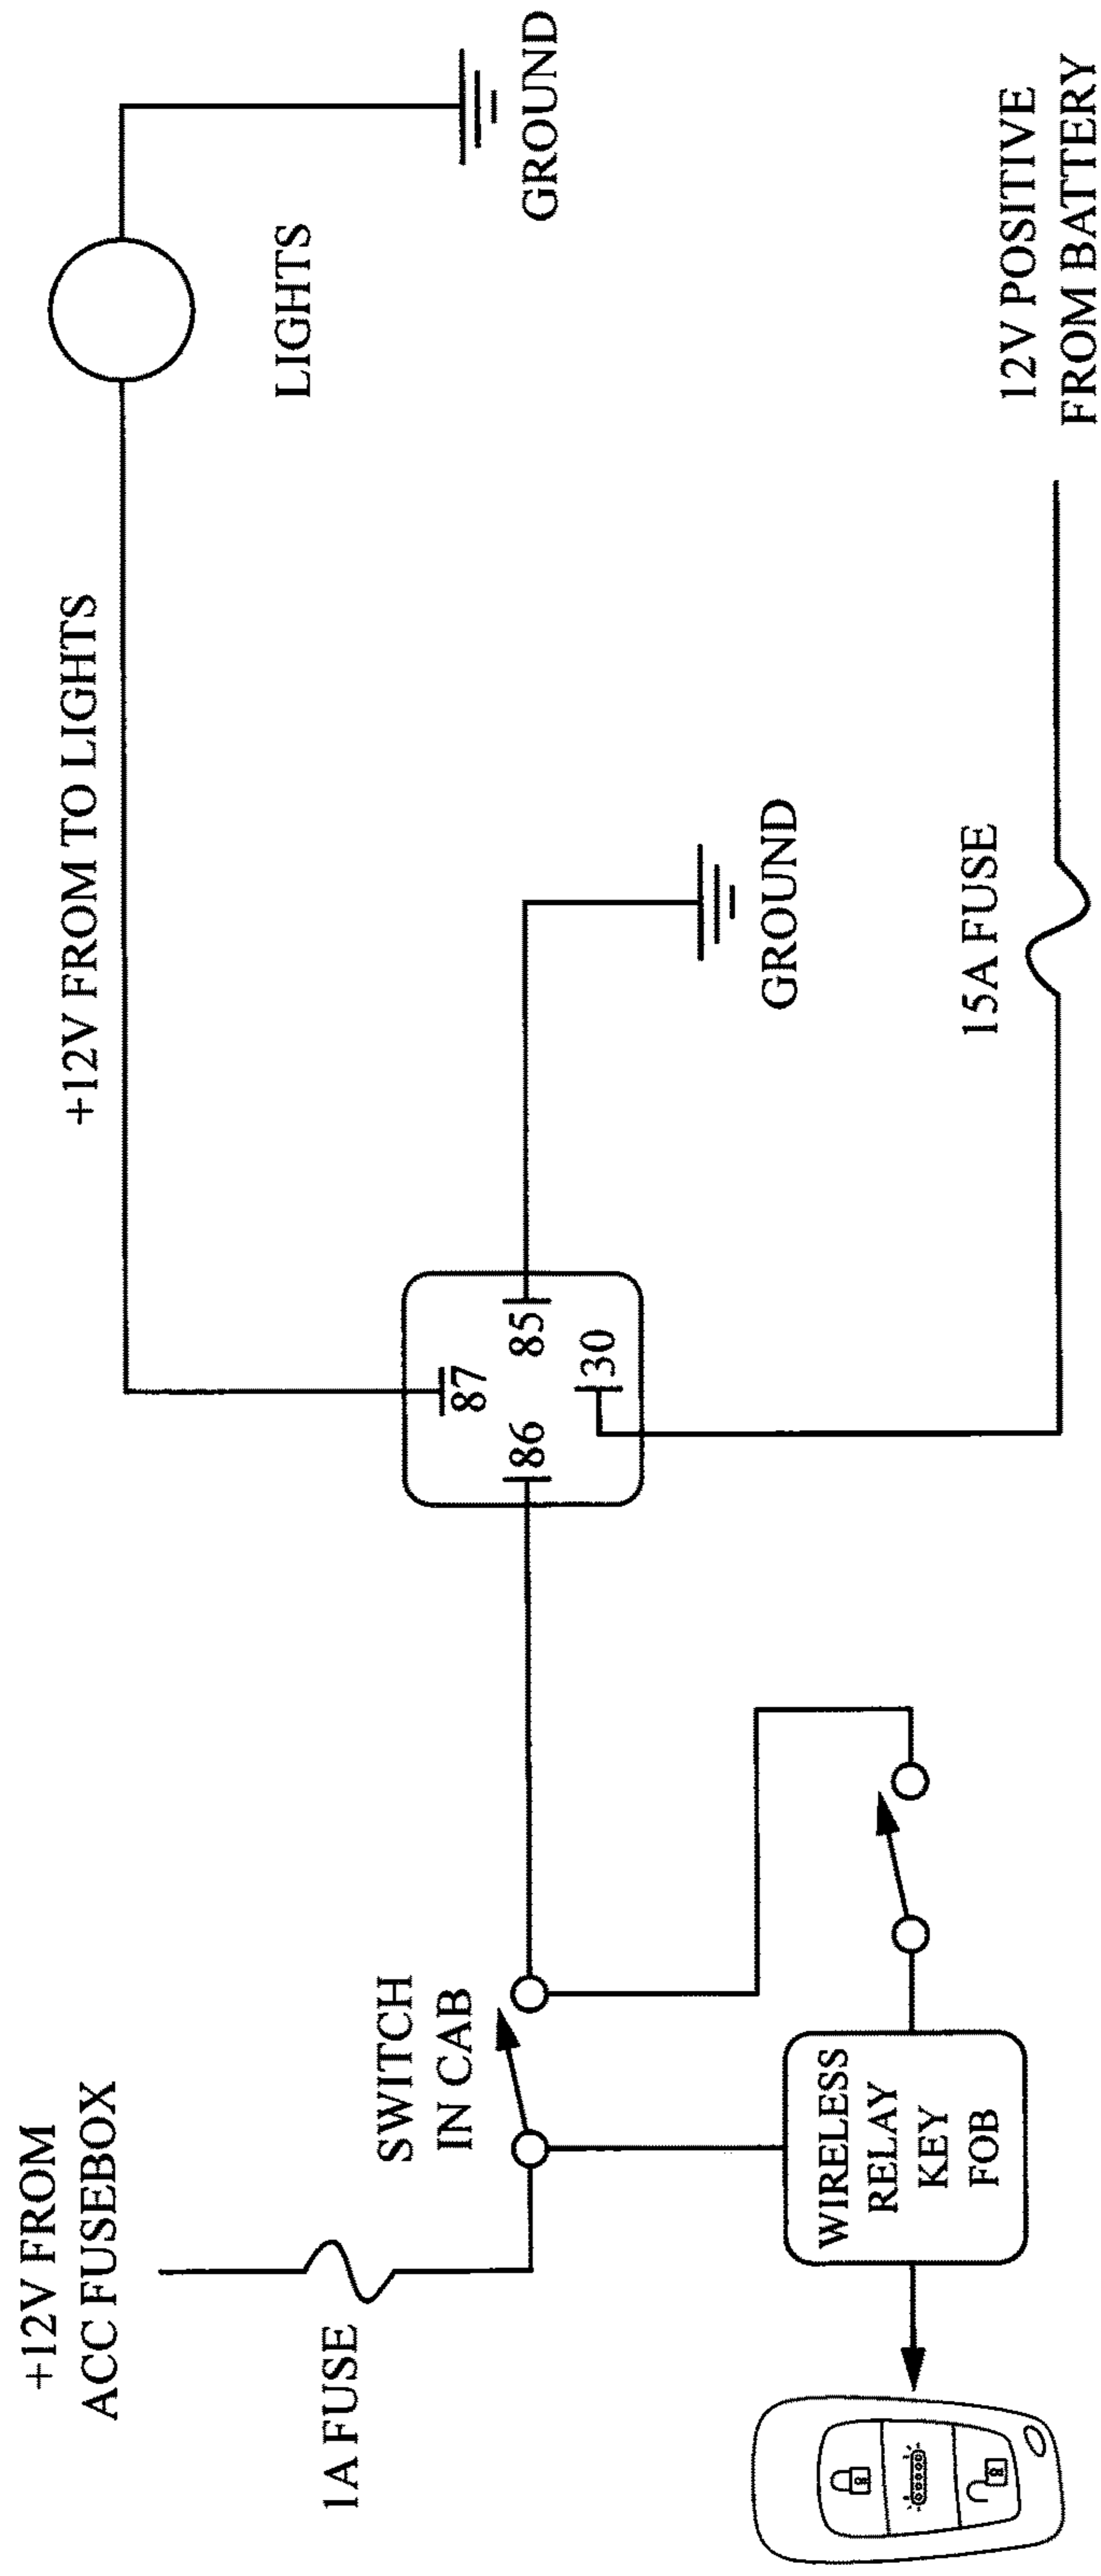 +12V FROM
ACC FUSEBOX
1A FUSE
SWITCH
IN CAB
WIRELESS
RELAY
KEY
FOB
86
87
85
30
+12V FROM TO LIGHTS
LIGHTS
GROUND
GROUND
15A FUSE
12V POSITIVE
FROM BATTERY